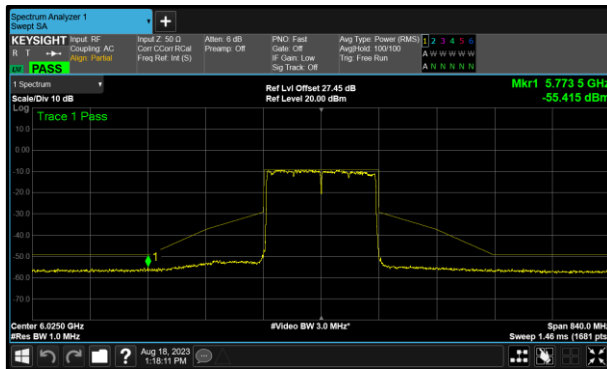 Spectrum Analyzer 1
Swept SA
+
KEYSIGHT Input: RF Input Z: 50 Ω Atten: 6 dB PNO: Fast Avg Type: Power (RMS) 1 2 3 4 5 6
R T Coupling: AC Corr CCorr RCal Preamp: Off Gate: Off Avg|Hold: 100/100 A W W W W W
Align: Partial Freq Ref: Int (S) IF Gain: Low Trig: Free Run
Sig Track: Off A N N N N N
LXI PASS
1 Spectrum Ref Lvl Offset 27.45 dB Mkr1 5.773 5 GHz
Scale/Div 10 dB Ref Level 20.00 dBm -55.415 dBm
Log Trace 1 Pass
10.0
0.00
-10.0
-20.0
-30.0
-40.0
-50.0 1
-60.0
-70.0
Center 6.0250 GHz #Video BW 3.0 MHz* Span 840.0 MHz
#Res BW 1.0 MHz Sweep 1.46 ms (1681 pts)
? Aug 18, 2023
1:18:11 PM